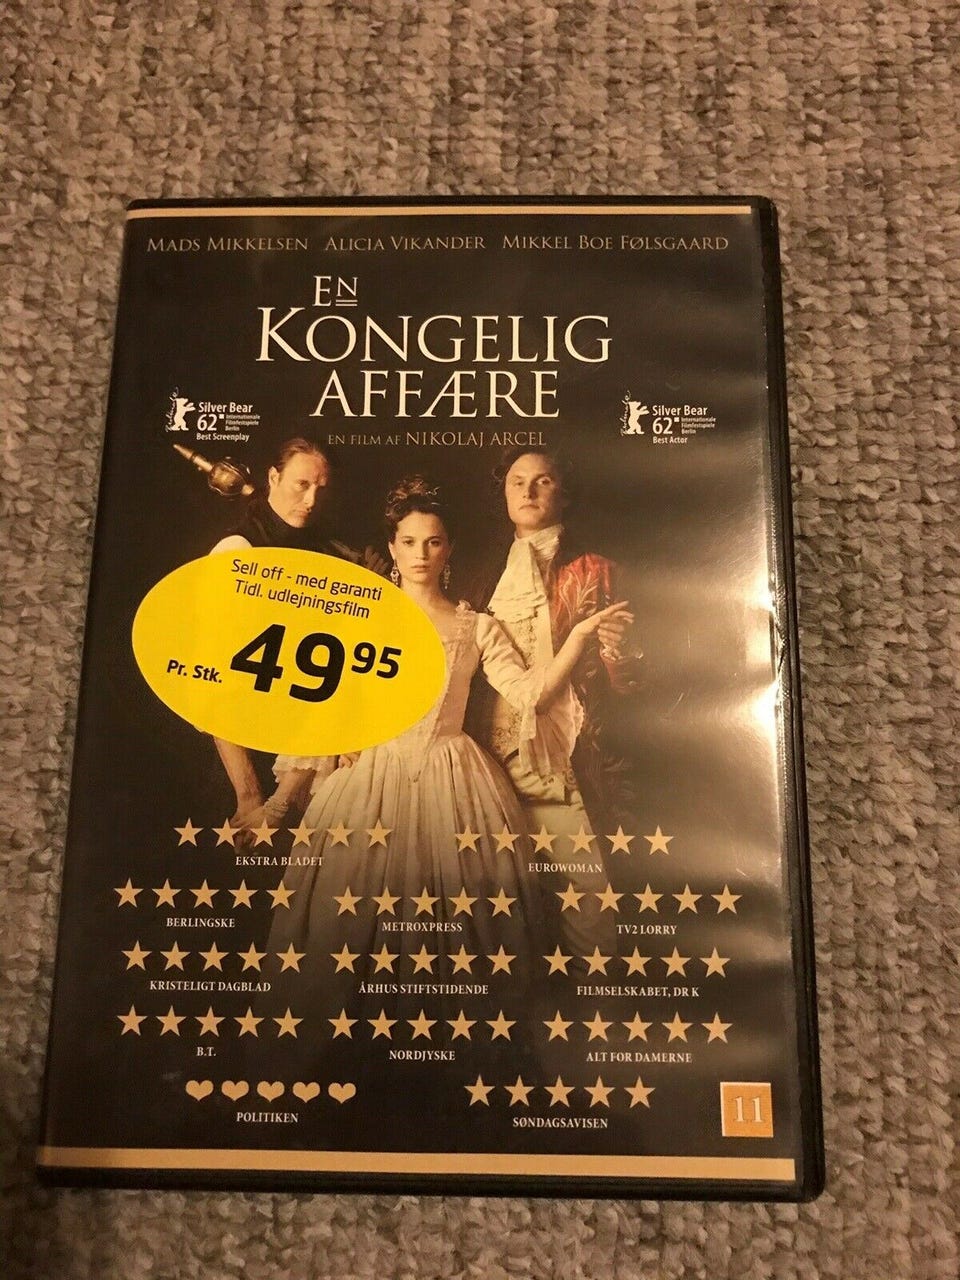 MADS MIKKELSEN ALICIA VIKANDER MIKKEL BOE FØLSGAARD
EN
KONGELIG
AFFÆRE
EN FILM AF NIKOLAJ ARCEL
Berlinale
Silver Bear
62
Internationale
Filmfestspiele
Berlin
Best Screenplay
Berlinale
Silver Bear
62
Internationale
Filmfestspiele
Berlin
Best Actor
Sell off - med garanti
Tidl. udlejningsfilm
Pr. Stk. 49 95
EKSTRA BLADET
EUROWOMAN
BERLINGSKE
METROXPRESS
TV2 LORRY
KRISTELIGT DAGBLAD
ÅRHUS STIFTSTIDENDE
FILMSELSKABET, DR K
B.T.
NORDJYSKE
ALT FOR DAMERNE
POLITIKEN
SØNDAGSAVISEN
11